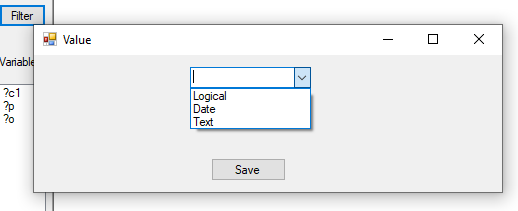 Filter
Value
Variable
?c1
?p
?o
Logical
Date
Text
Save